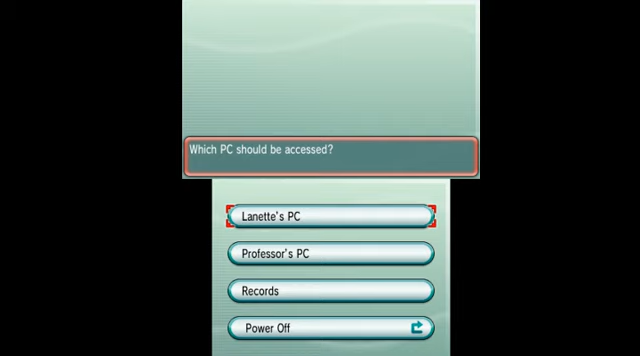 Which PC should be accessed?
Lanette's PC
Professor's PC
Records
Power Off